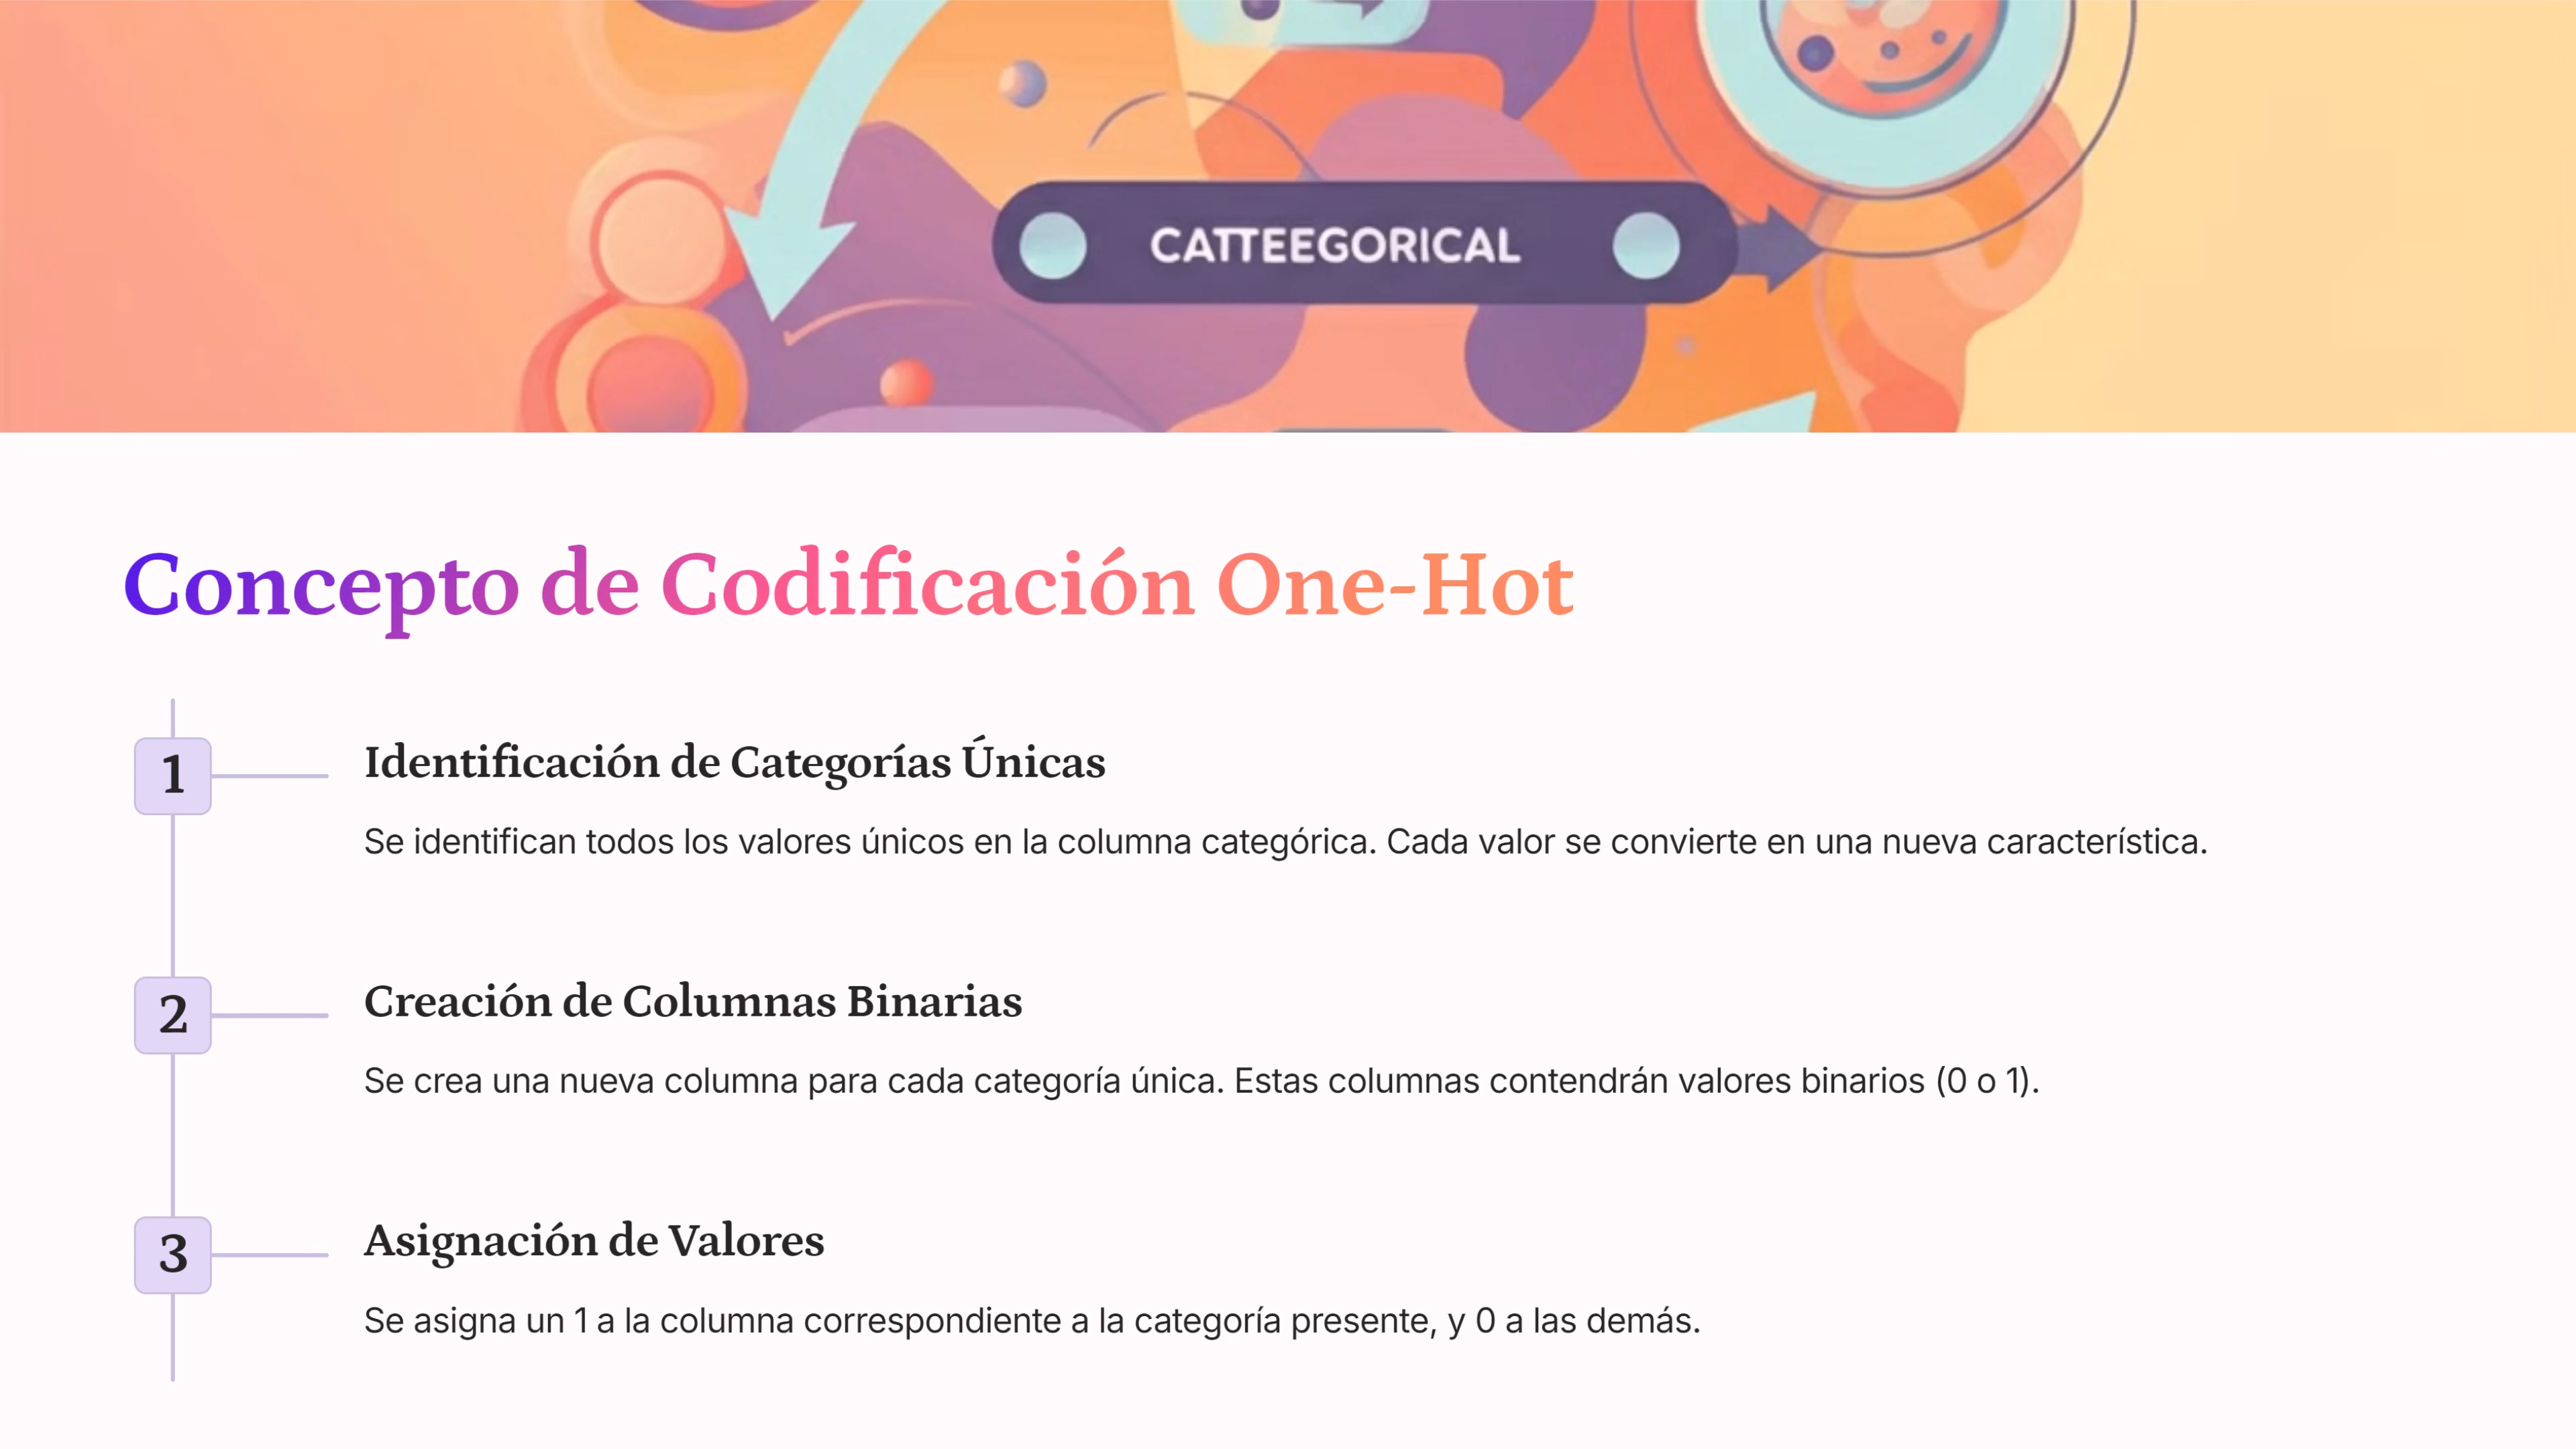 CATTEEGORICAL
Concepto de Codificación One-Hot
1
Identificación de Categorías Únicas
Se identifican todos los valores únicos en la columna categórica. Cada valor se convierte en una nueva característica.
2
Creación de Columnas Binarias
Se crea una nueva columna para cada categoría única. Estas columnas contendrán valores binarios (0 o 1).
3
Asignación de Valores
Se asigna un 1 a la columna correspondiente a la categoría presente, y 0 a las demás.